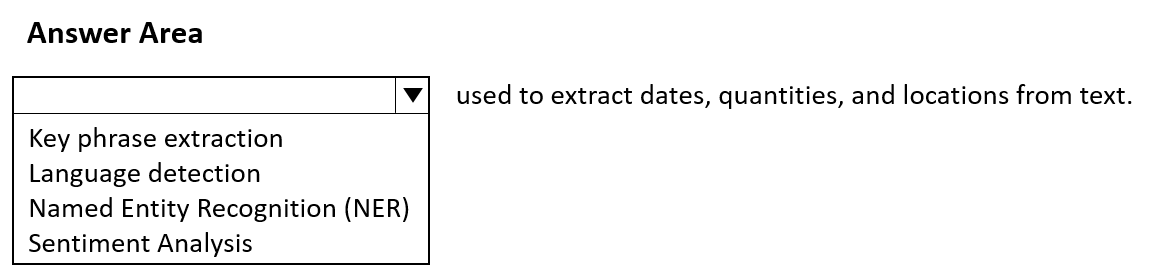 Answer Area
▼ used to extract dates, quantities, and locations from text.
Key phrase extraction
Language detection
Named Entity Recognition (NER)
Sentiment Analysis